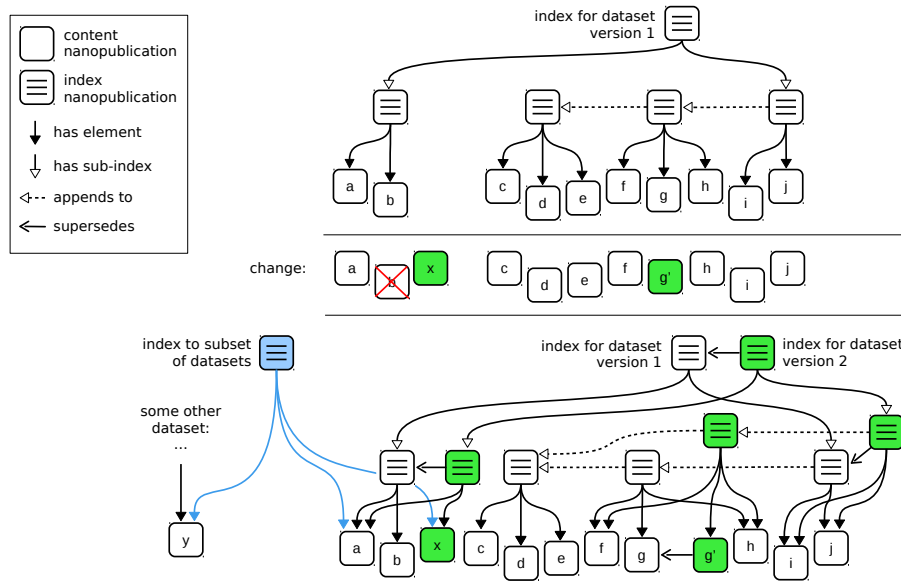 index for dataset
version 1
content
nanopublication
index
nanopublication
has element
has sub-index
appends to
supersedes
a
b
c
d
e
f
g
h
i
j
change:
a
b
x
c
d
e
f
g'
h
i
j
index to subset
of datasets
index for dataset
version 1
index for dataset
version 2
some other
dataset:
...
y
a
b
x
c
d
e
f
g
g'
h
i
j